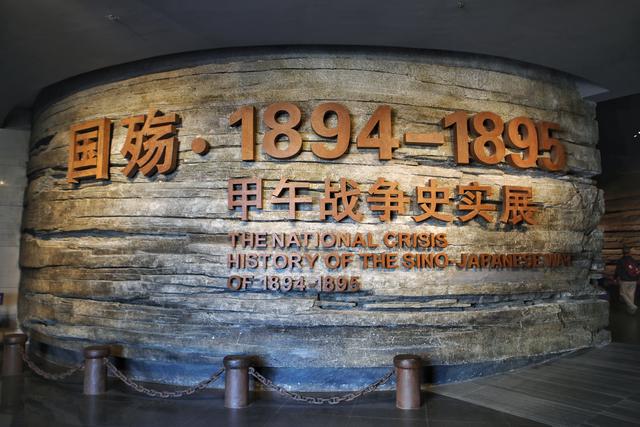 国殇·1894-1895
甲午战争史实展
THE NATIONAL CRISIS
HISTORY OF THE SINO-JAPANESE WAR
OF 1894-1895